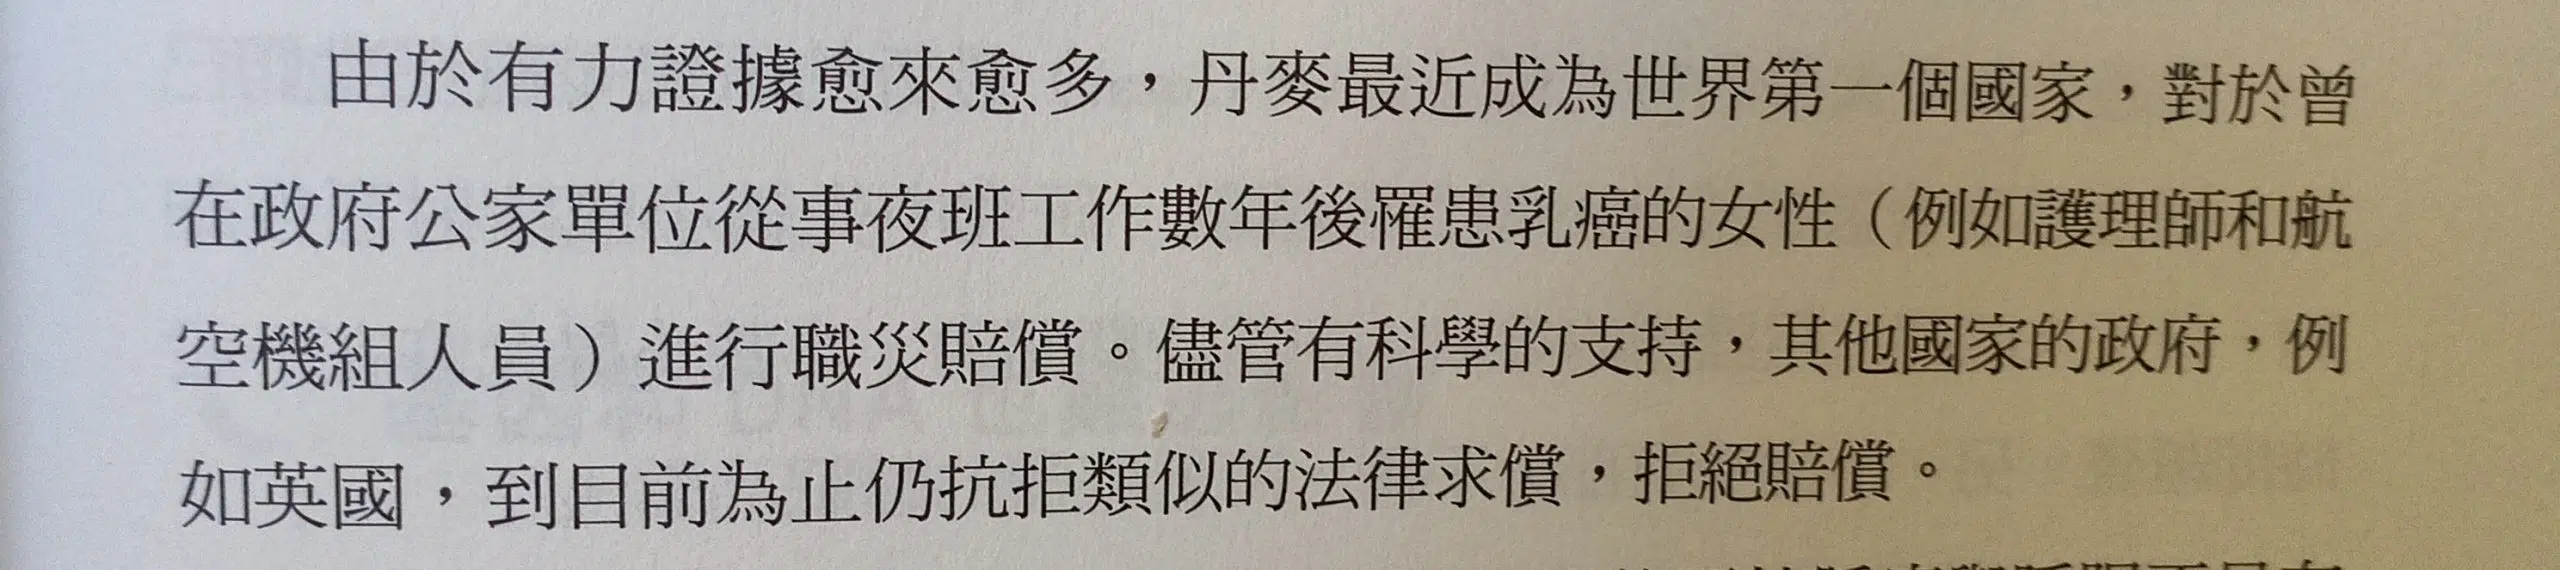 由於有力證據愈來愈多，丹麥最近成為世界第一個國家，對於曾
在政府公家單位從事夜班工作數年後罹患乳癌的女性（例如護理師和航
空機組人員）進行職災賠償。儘管有科學的支持，其他國家的政府，例
如英國，到目前為止仍抗拒類似的法律求償，拒絕賠償。